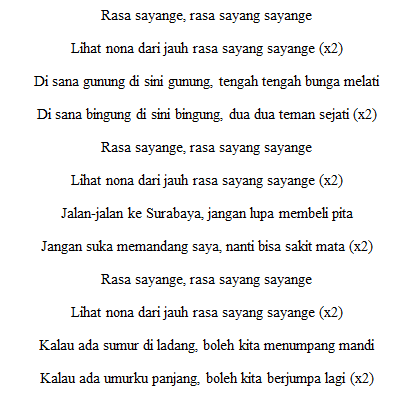 Rasa sayange, rasa sayang sayange
Lihat nona dari jauh rasa sayang sayange (x2)
Di sana gunung di sini gunung, tengah tengah bunga melati
Di sana bingung di sini bingung, dua dua teman sejati (x2)
Rasa sayange, rasa sayang sayange
Lihat nona dari jauh rasa sayang sayange (x2)
Jalan-jalan ke Surabaya, jangan lupa membeli pita
Jangan suka memandang saya, nanti bisa sakit mata (x2)
Rasa sayange, rasa sayang sayange
Lihat nona dari jauh rasa sayang sayange (x2)
Kalau ada sumur di ladang, boleh kita menumpang mandi
Kalau ada umurku panjang, boleh kita berjumpa lagi (x2)